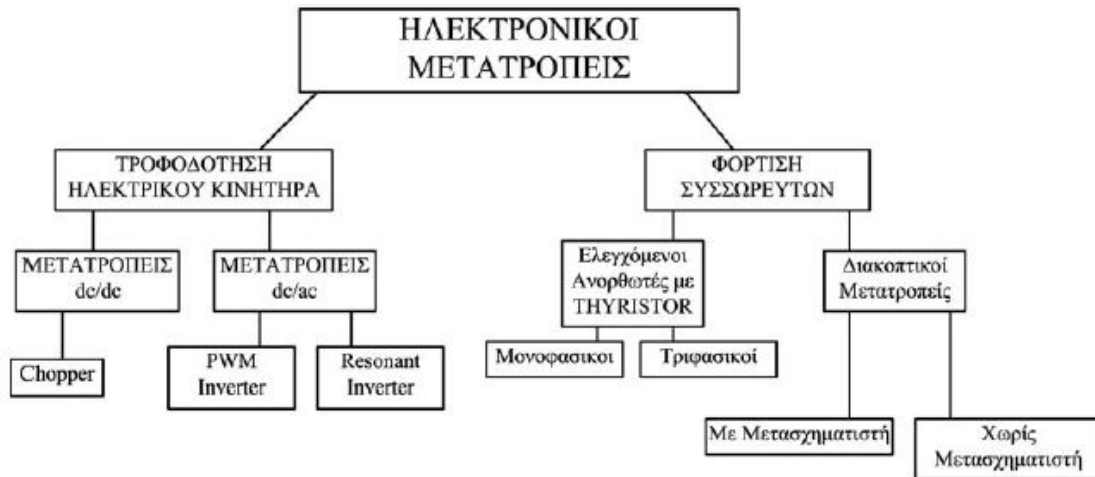 ΗΛΕΚΤΡΟΝΙΚΟΙ
ΜΕΤΑΤΡΟΠΕΙΣ
ΤΡΟΦΟΔΟΤΗΣΗ
ΗΛΕΚΤΡΙΚΟΥ ΚΙΝΗΤΗΡΑ
ΦΟΡΤΙΣΗ
ΣΥΣΣΩΡΕΥΤΩΝ
ΜΕΤΑΤΡΟΠΕΙΣ
dc/dc
ΜΕΤΑΤΡΟΠΕΙΣ
dc/ac
Ελεγχόμενοι
Ανορθωτές με
THYRISTOR
Διακοπτικοί
Μετατροπείς
Chopper
PWM
Inverter
Resonant
Inverter
Μονοφασικοι
Τριφασικοί
Με Μετασχηματιστή
Χωρίς
Μετασχηματιστή